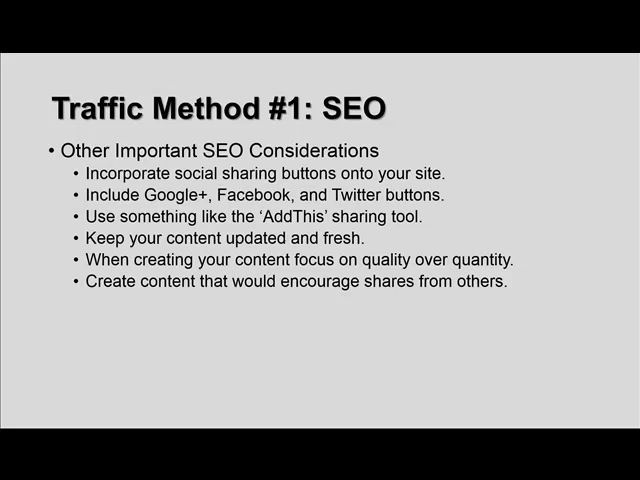 Traffic Method #1: SEO
• Other Important SEO Considerations
• Incorporate social sharing buttons onto your site.
• Include Google+, Facebook, and Twitter buttons.
• Use something like the ‘AddThis’ sharing tool.
• Keep your content updated and fresh.
• When creating your content focus on quality over quantity.
• Create content that would encourage shares from others.